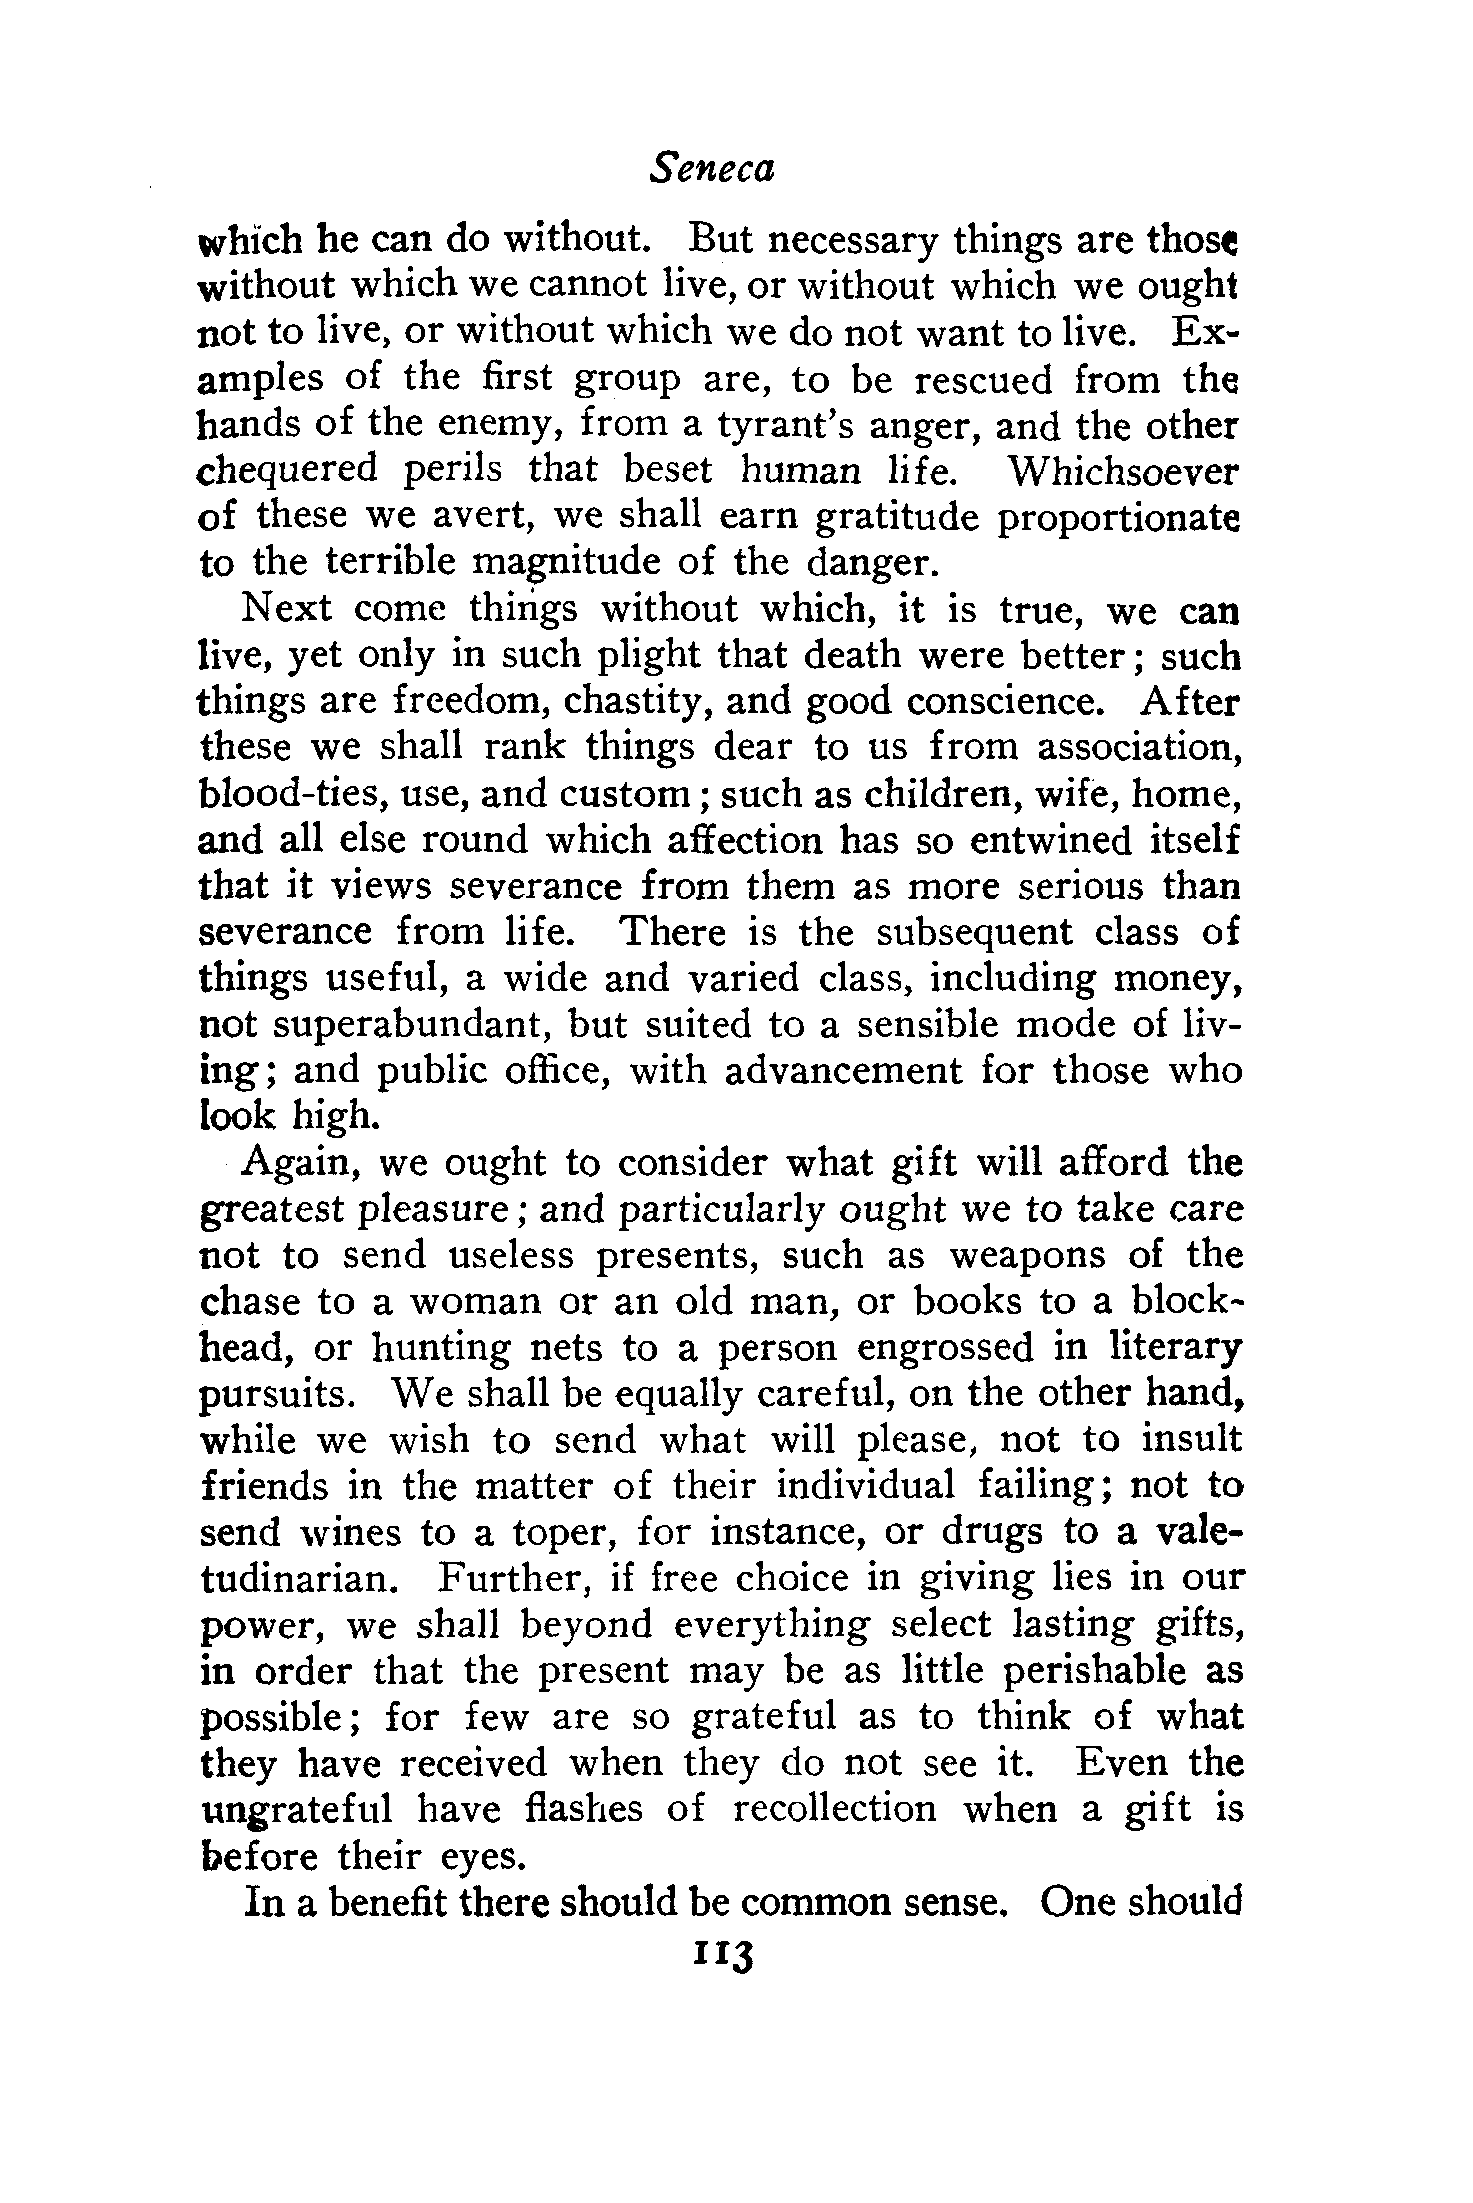 Seneca
which he can do without. But necessary things are those
without which we cannot live, or without which we ought
not to live, or without which we do not want to live. Ex-
amples of the first group are, to be rescued from the
hands of the enemy, from a tyrant's anger, and the other
chequered perils that beset human life. Whichsoever
of these we avert, we shall earn gratitude proportionate
to the terrible magnitude of the danger.
Next come things without which, it is true, we can
live, yet only in such plight that death were better; such
things are freedom, chastity, and good conscience. After
these we shall rank things dear to us from association,
blood-ties, use, and custom; such as children, wife, home,
and all else round which affection has so entwined itself
that it views severance from them as more serious than
severance from life. There is the subsequent class of
things useful, a wide and varied class, including money,
not superabundant, but suited to a sensible mode of liv-
ing; and public office, with advancement for those who
look high.
Again, we ought to consider what gift will afford the
greatest pleasure; and particularly ought we to take care
not to send useless presents, such as weapons of the
chase to a woman or an old man, or books to a block-
head, or hunting nets to a person engrossed in literary
pursuits. We shall be equally careful, on the other hand,
while we wish to send what will please, not to insult
friends in the matter of their individual failing; not to
send wines to a toper, for instance, or drugs to a vale-
tudinarian. Further, if free choice in giving lies in our
power, we shall beyond everything select lasting gifts,
in order that the present may be as little perishable as
possible; for few are so grateful as to think of what
they have received when they do not see it. Even the
ungrateful have flashes of recollection when a gift is
before their eyes.
In a benefit there should be common sense. One should
113